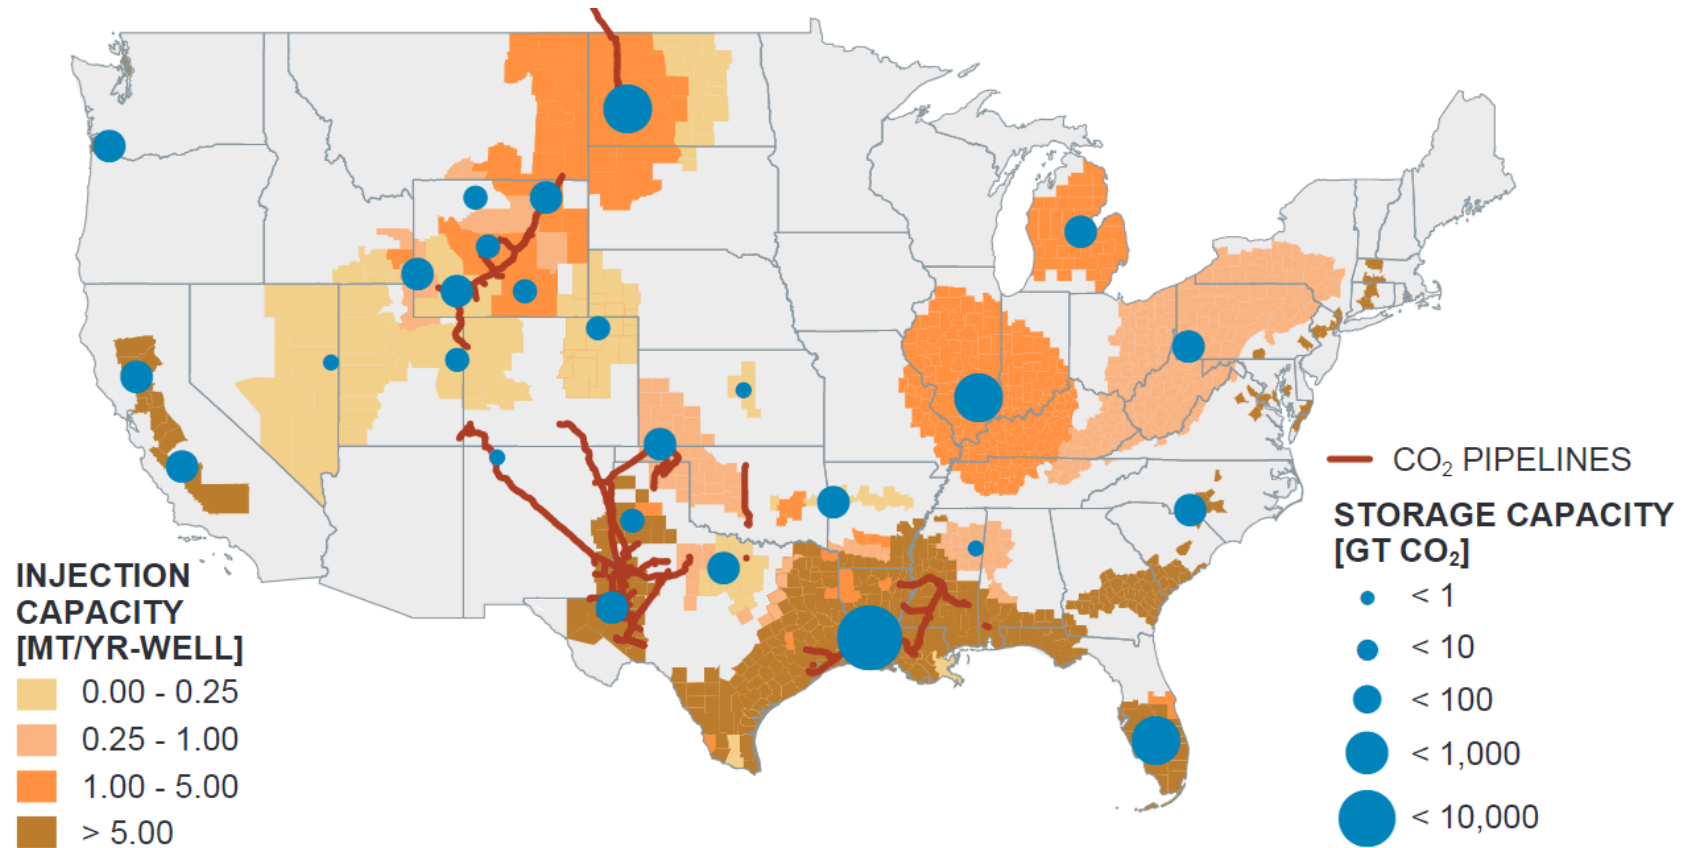 CO₂ PIPELINES
STORAGE CAPACITY
[GT CO₂]
< 1
< 10
< 100
< 1,000
< 10,000
INJECTION
CAPACITY
[MT/YR-WELL]
0.00 - 0.25
0.25 - 1.00
1.00 - 5.00
> 5.00